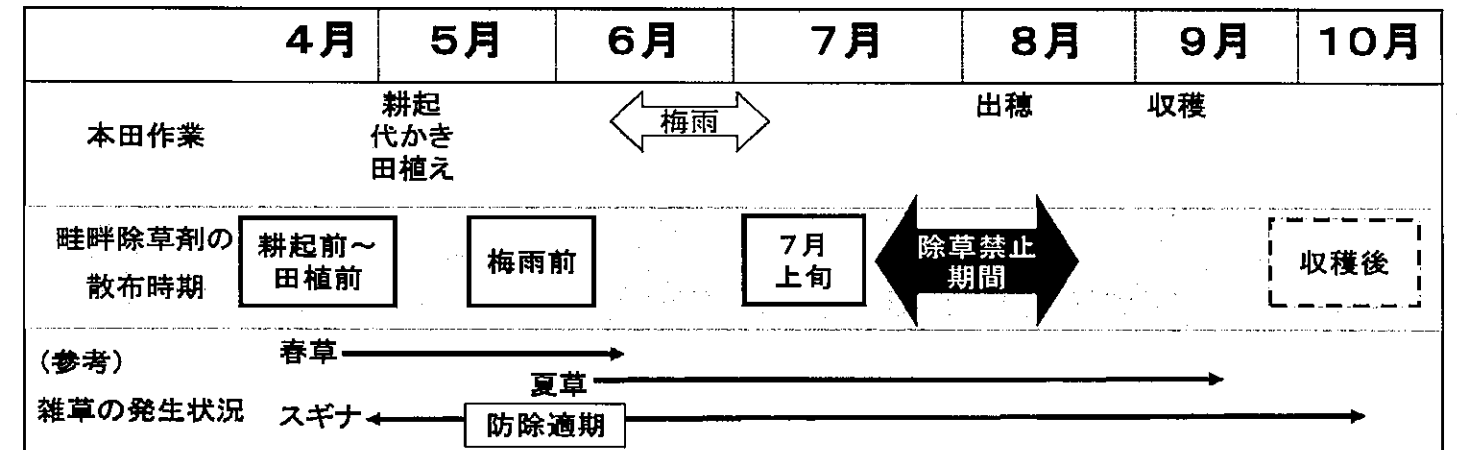 4月 5月 6月 7月 8月 9月 10月
本田作業
耕起
代かき
田植え
梅雨
出穂
収穫
畦畔除草剤の
散布時期
耕起前～
田植前
梅雨前
7月
上旬
除草禁止
期間
収穫後
(参考)
雑草の発生状況
春草
夏草
スギナ
防除適期